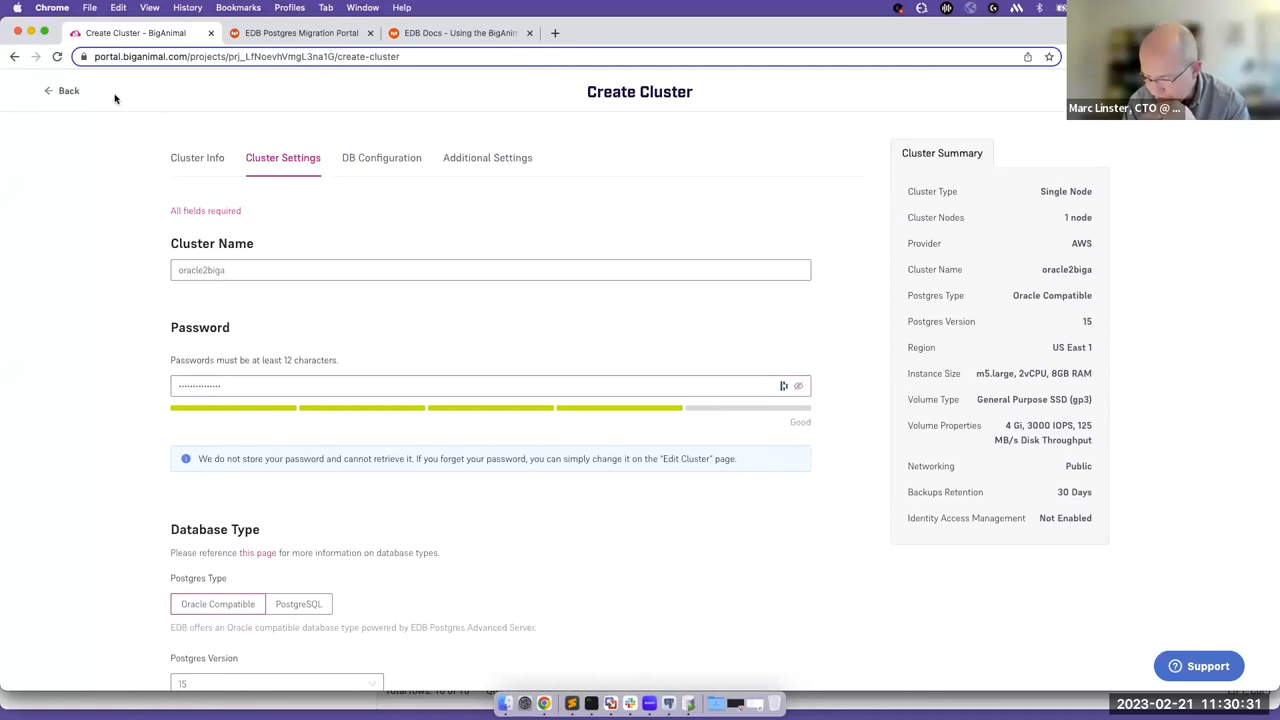 Chrome File Edit View History Bookmarks Profiles Tab Window Help
Create Cluster - BigAnimal
EDB Postgres Migration Portal
EDB Docs - Using the BigAnim
portal.biganimal.com/projects/prj_LfNoevhVmgL3na1G/create-cluster
Back
Create Cluster
Marc Linster, CTO @ ...
Cluster Info
Cluster Settings
DB Configuration
Additional Settings
All fields required
Cluster Name
oracle2biga
Password
Passwords must be at least 12 characters.
Good
We do not store your password and cannot retrieve it. If you forget your password, you can simply change it on the "Edit Cluster" page.
Database Type
Please reference this page for more information on database types.
Postgres Type
Oracle Compatible
PostgreSQL
EDB offers an Oracle compatible database type powered by EDB Postgres Advanced Server.
Postgres Version
15
Cluster Summary
Cluster Type Single Node
Cluster Nodes 1 node
Provider AWS
Cluster Name oracle2biga
Postgres Type Oracle Compatible
Postgres Version 15
Region US East 1
Instance Size m5.large, 2vCPU, 8GB RAM
Volume Type General Purpose SSD (gp3)
Volume Properties 4 Gi, 3000 IOPS, 125
MB/s Disk Throughput
Networking Public
Backups Retention 30 Days
Identity Access Management Not Enabled
Support
2023-02-21 11:30:31